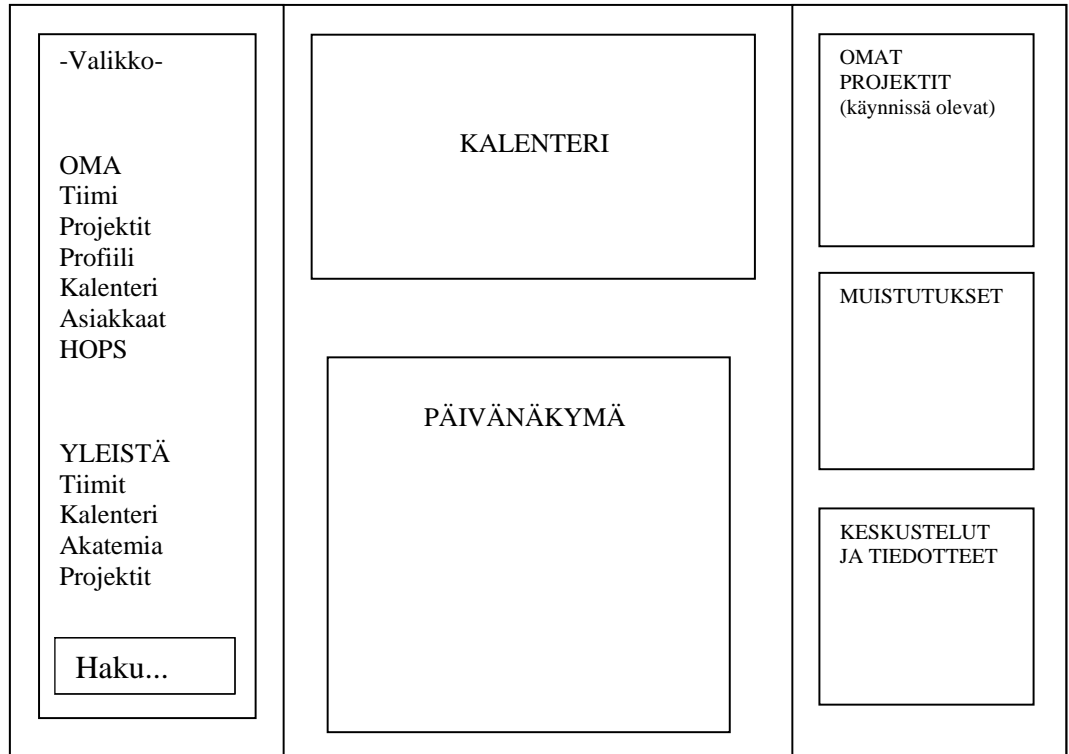 -Valikko-
OMA
Tiimi
Projektit
Profiili
Kalenteri
Asiakkaat
HOPS
YLEISTÄ
Tiimit
Kalenteri
Akatemia
Projektit
Haku...
KALENTERI
PÄIVÄNÄKYMÄ
OMAT
PROJEKTIT
(käynnissä olevat)
MUISTUTUKSET
KESKUSTELUT
JA TIEDOTTEET